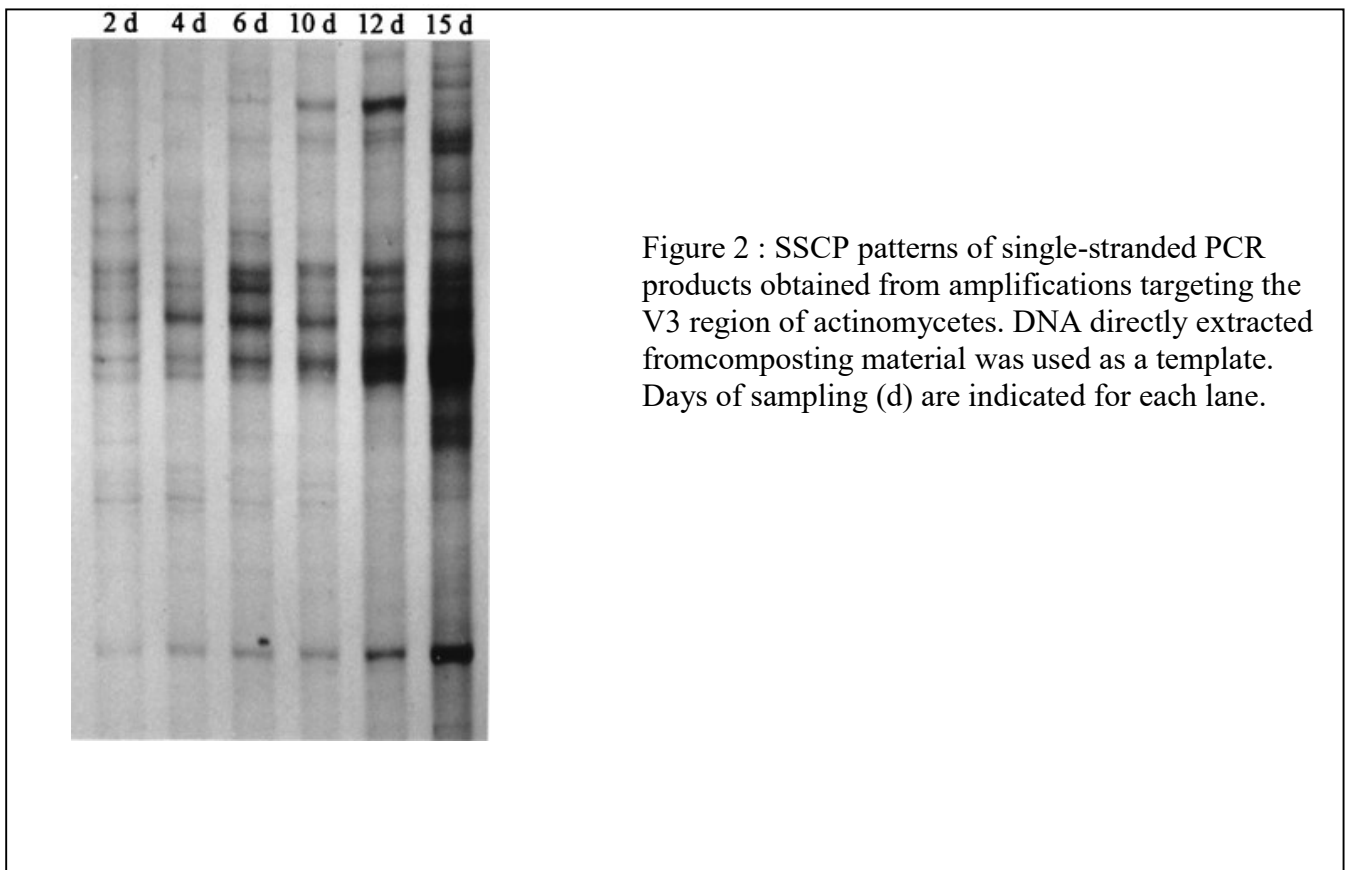 2 d 4 d 6 d 10 d 12 d 15 d
Figure 2 : SSCP patterns of single-stranded PCR
products obtained from amplifications targeting the
V3 region of actinomycetes. DNA directly extracted
fromcomposting material was used as a template.
Days of sampling (d) are indicated for each lane.